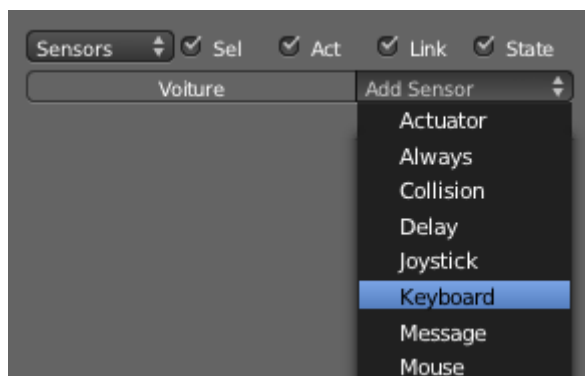 Sensors Sel Act Link State
Voiture Add Sensor
Actuator
Always
Collision
Delay
Joystick
Keyboard
Message
Mouse